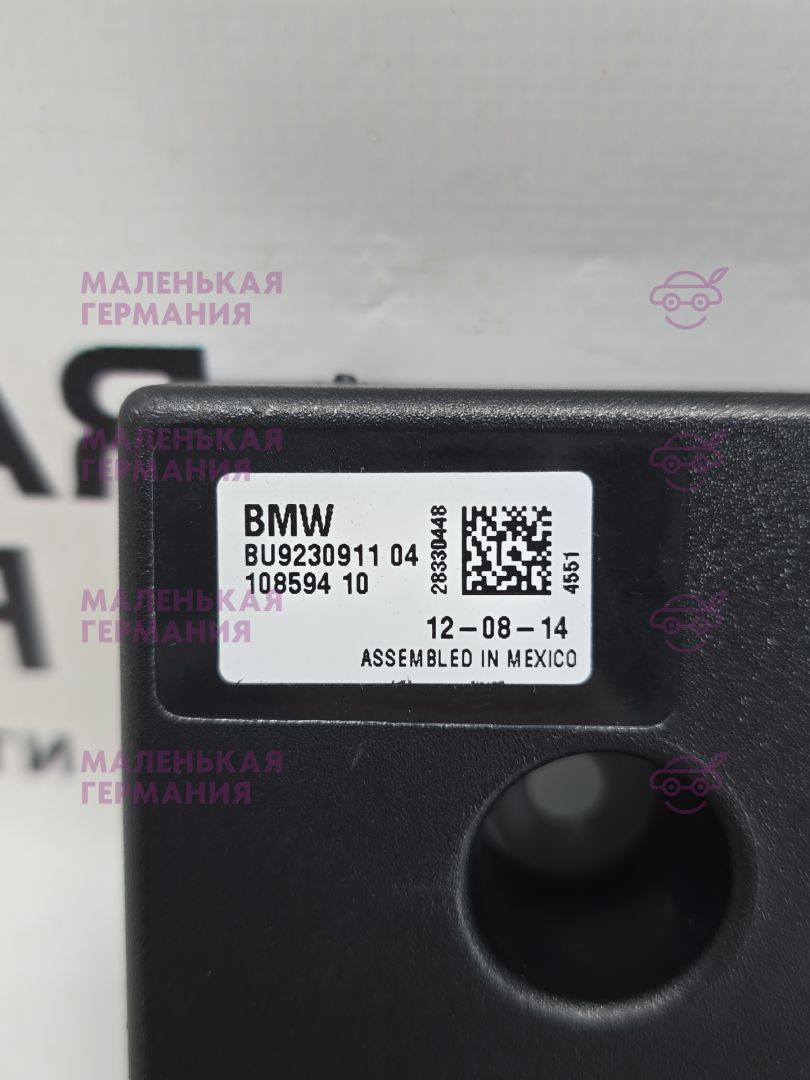 МАЛЕНЬКАЯ
ГЕРМАНИЯ
МАЛЕНЬКАЯ
ГЕРМАНИЯ
BMW
BU9230911 04
108594 10
28330448
4551
12-08-14
ASSEMBLED IN MEXICO
МАЛЕНЬКАЯ
ГЕРМАНИЯ
МАЛЕНЬКАЯ
ГЕРМАНИЯ